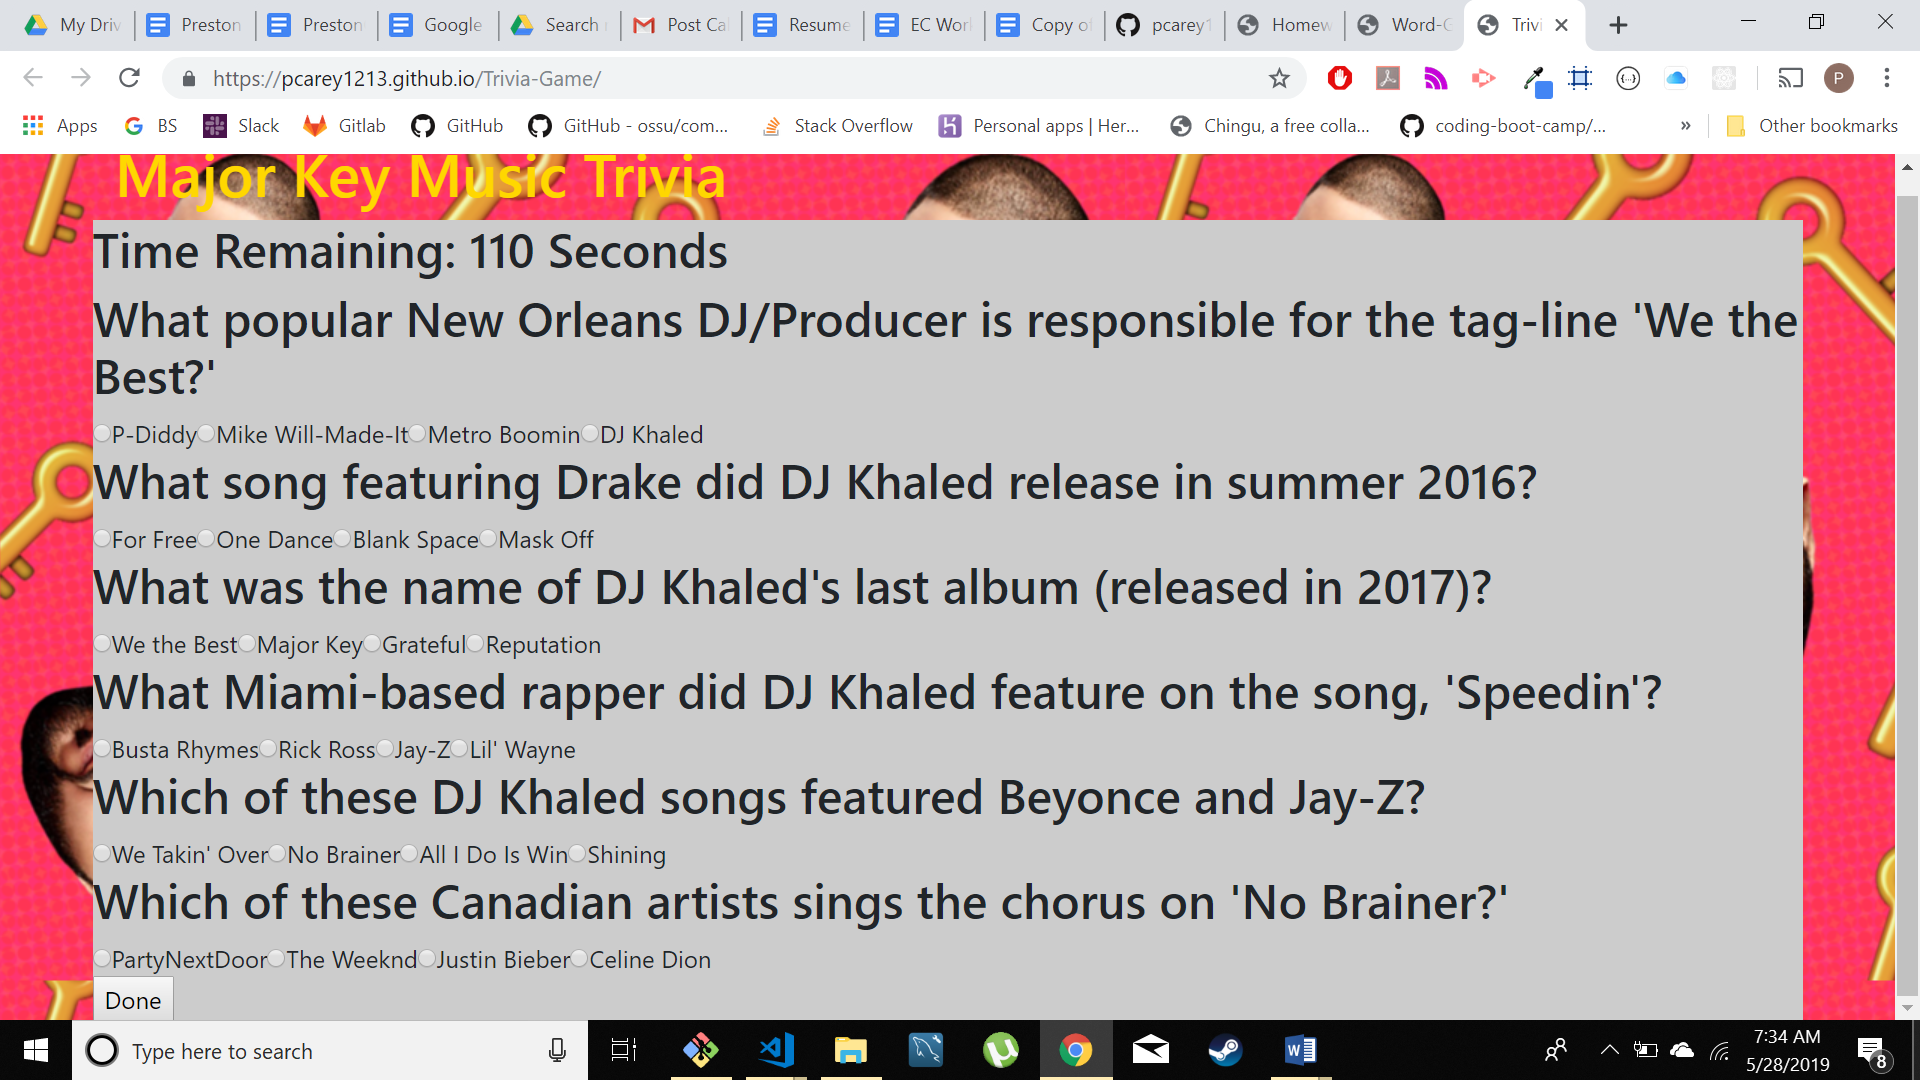 My Driv
Preston
Preston
Google
Search r
Post Cal
Resume
EC Worl
Copy of
pcarey1
Homew
Word-G
Trivi
https://pcarey1213.github.io/Trivia-Game/
P
Apps
BS
Slack
Gitlab
GitHub
GitHub - ossu/com...
Stack Overflow
Personal apps | Her...
Chingu, a free colla...
coding-boot-camp/...
»
Other bookmarks
Major Key Music Trivia
Time Remaining: 110 Seconds
What popular New Orleans DJ/Producer is responsible for the tag-line 'We the
Best?'
P-Diddy Mike Will-Made-It Metro Boomin DJ Khaled
What song featuring Drake did DJ Khaled release in summer 2016?
For Free One Dance Blank Space Mask Off
What was the name of DJ Khaled's last album (released in 2017)?
We the Best Major Key Grateful Reputation
What Miami-based rapper did DJ Khaled feature on the song, 'Speedin'?
Busta Rhymes Rick Ross Jay-Z Lil' Wayne
Which of these DJ Khaled songs featured Beyonce and Jay-Z?
We Takin' Over No Brainer All I Do Is Win Shining
Which of these Canadian artists sings the chorus on 'No Brainer?'
PartyNextDoor The Weeknd Justin Bieber Celine Dion
Done
Type here to search
7:34 AM
5/28/2019
8